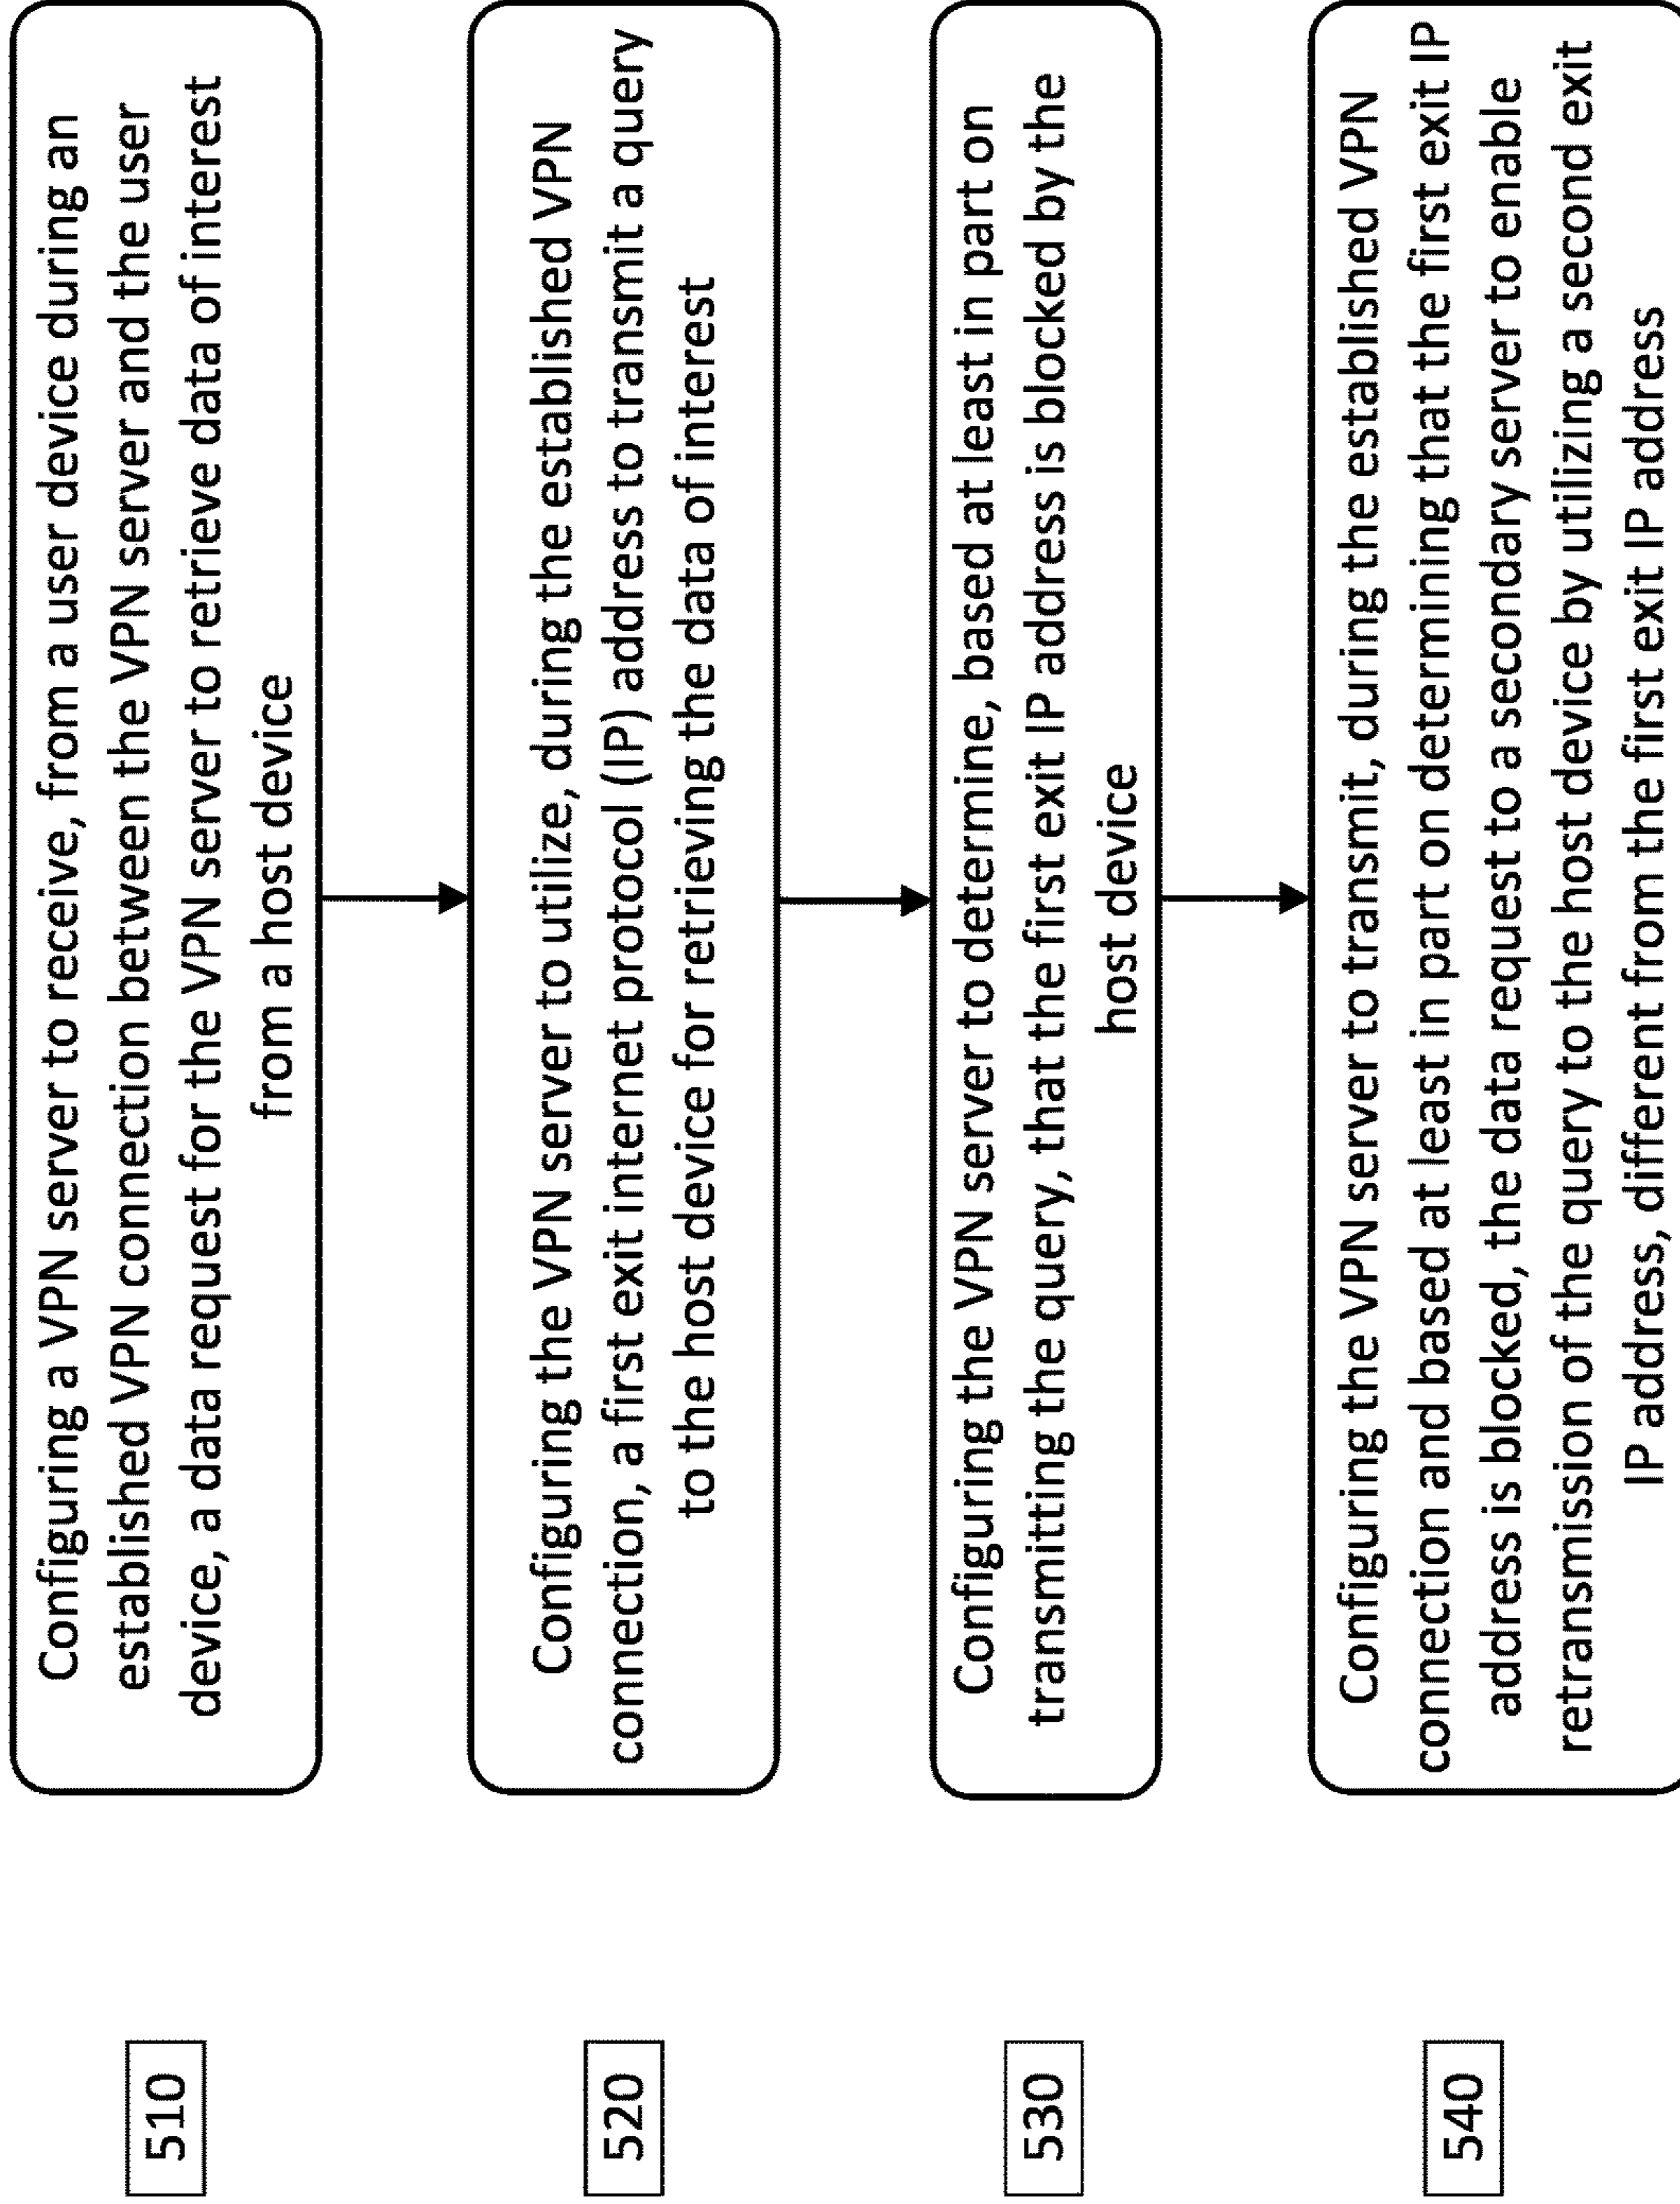 510
Configuring a VPN server to receive, from a user device during an
established VPN connection between the VPN server and the user
device, a data request for the VPN server to retrieve data of interest
from a host device
520
Configuring the VPN server to utilize, during the established VPN
connection, a first exit internet protocol (IP) address to transmit a query
to the host device for retrieving the data of interest
530
Configuring the VPN server to determine, based at least in part on
transmitting the query, that the first exit IP address is blocked by the
host device
540
Configuring the VPN server to transmit, during the established VPN
connection and based at least in part on determining that the first exit IP
address is blocked, the data request to a secondary server to enable
retransmission of the query to the host device by utilizing a second exit
IP address, different from the first exit IP address